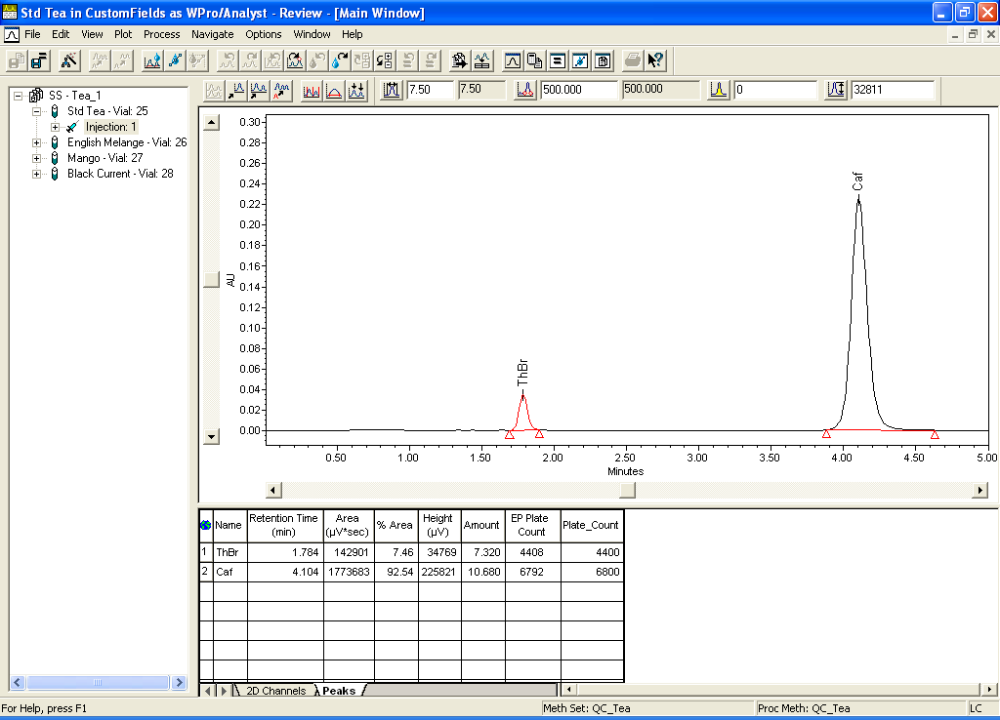 Std Tea in CustomFields as WPro/Analyst - Review - [Main Window]
File Edit View Plot Process Navigate Options Window Help
7.50 7.50 500.000 500.000 0 32811
SS - Tea_1
Std Tea - Vial: 25
Injection: 1
English Melange - Vial: 26
Mango - Vial: 27
Black Current - Vial: 28
0.30
0.28
0.26
0.24
0.22
0.20
0.18
0.16
0.14
0.12
0.10
0.08
0.06
0.04
0.02
0.00
AU
ThBr
Caf
0.50 1.00 1.50 2.00 2.50 3.00 3.50 4.00 4.50 5.00
Minutes
Name Retention Time (min) Area (µV*sec) % Area Height (µV) Amount EP Plate Count Plate_Count
1 ThBr 1.784 142901 7.46 34769 7.320 4408 4400
2 Caf 4.104 1773683 92.54 225821 10.680 6792 6800
2D Channels Peaks
For Help, press F1 Meth Set: QC_Tea Proc Meth: QC_Tea LC